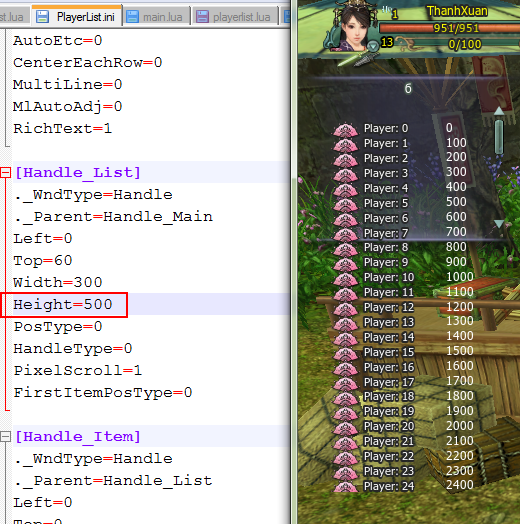 st.lua
PlayerList.ini
main.lua
playerlist.lua
AutoEtc=0
CenterEachRow=0
MultiLine=0
MlAutoAdj=0
RichText=1
[Handle_List]
._WndType=Handle
._Parent=Handle_Main
Left=0
Top=60
Width=300
Height=500
PosType=0
HandleType=0
PixelScroll=1
FirstItemPosType=0
[Handle_Item]
._WndType=Handle
._Parent=Handle_List
Left=0
Top=0
1
ThanhXuan
951/951
13
0/100
6
Player: 0 0
Player: 1 100
Player: 2 200
Player: 3 300
Player: 4 400
Player: 5 500
Player: 6 600
Player: 7 700
Player: 8 800
Player: 9 900
Player: 10 1000
Player: 11 1100
Player: 12 1200
Player: 13 1300
Player: 14 1400
Player: 15 1500
Player: 16 1600
Player: 17 1700
Player: 18 1800
Player: 19 1900
Player: 20 2000
Player: 21 2100
Player: 22 2200
Player: 23 2300
Player: 24 2400